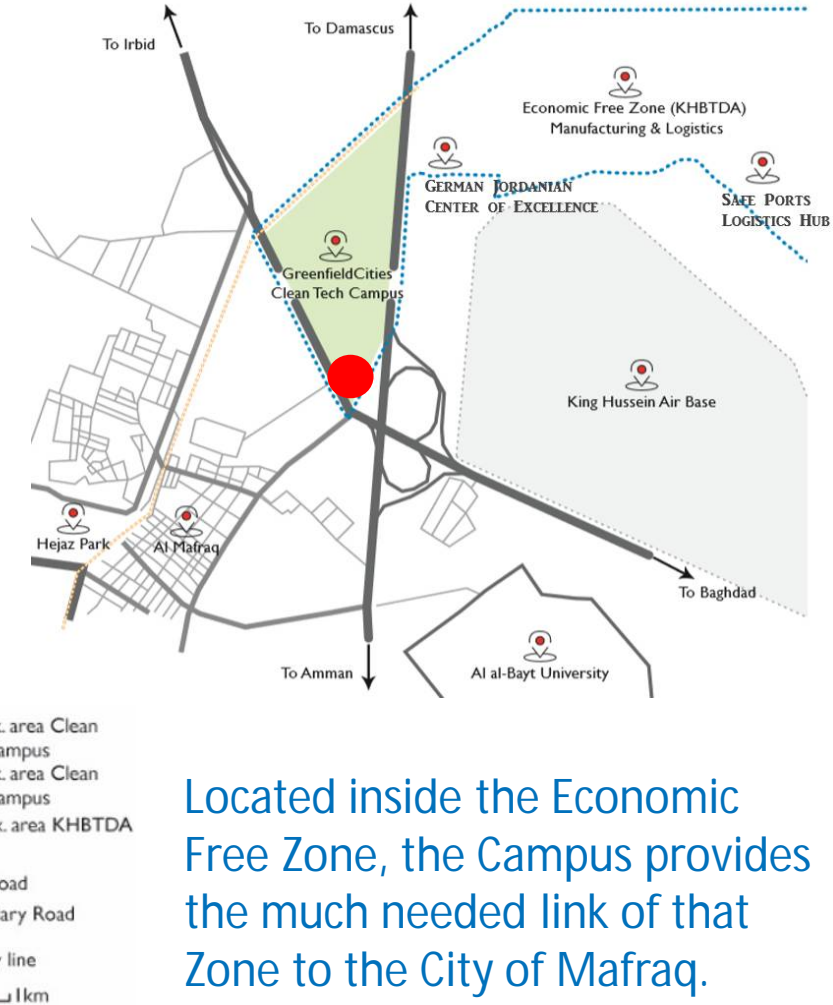 To Irbid
To Damascus
Economic Free Zone (KHBTDA)
Manufacturing & Logistics
German Jordanian
Center of Excellence
Safe Ports
Logistics Hub
GreenfieldCities
Clean Tech Campus
King Hussein Air Base
Hejaz Park
Al Mafraq
To Baghdad
To Amman
Al al-Bayt University
area Clean
ampus
area Clean
ampus
area KHBTDA
oad
ary Road
line
1km
Located inside the Economic
Free Zone, the Campus provides
the much needed link of that
Zone to the City of Mafraq.